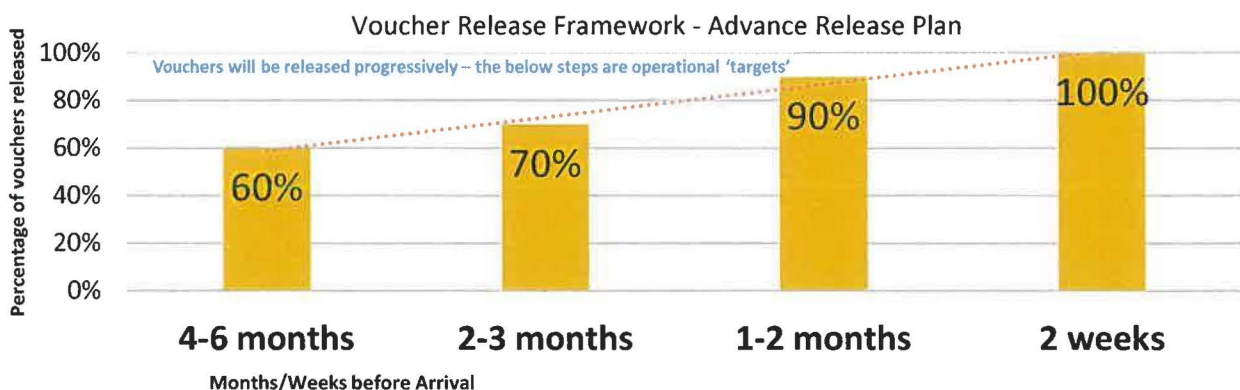 Voucher Release Framework - Advance Release Plan
Vouchers will be released progressively – the below steps are operational 'targets'
Percentage of vouchers released
100%
80%
60%
40%
20%
0%
60%
70%
90%
100%
4-6 months
2-3 months
1-2 months
2 weeks
Months/Weeks before Arrival